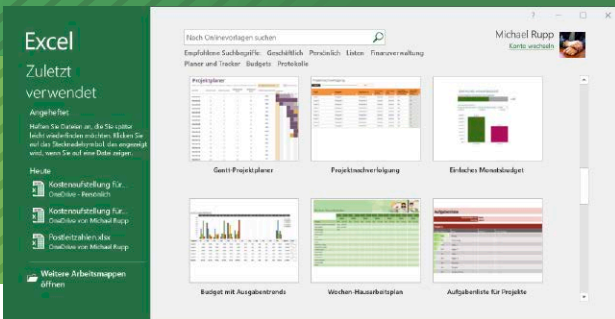 Excel
Zuletzt
verwendet
Angeheftet
Heften Sie Dateien an, die Sie später
leicht wiederfinden möchten. Klicken Sie
auf das Stecknadelsymbol, das angezeigt
wird, wenn Sie auf eine Datei zeigen.
Heute
Kostenaufstellung für...
OneDrive - Persönlich
Kostenaufstellung für...
OneDrive von Michael Rupp
Postleitzahlen.xlsx
OneDrive von Michael Rupp
Weitere Arbeitsmappen
öffnen
Nach Onlinevorlagen suchen
Empfohlene Suchbegriffe: Geschäftlich Persönlich Listen Finanzverwaltung
Planer und Tracker Budgets Protokolle
Michael Rupp
Konto wechseln
Projektplaner
Gantt-Projektplaner
Projektnachverfolgung
Einfaches Monatsbudget
Budget mit Ausgabentrends
Wochen-Hausarbeitsplan
Aufgabenliste für Projekte